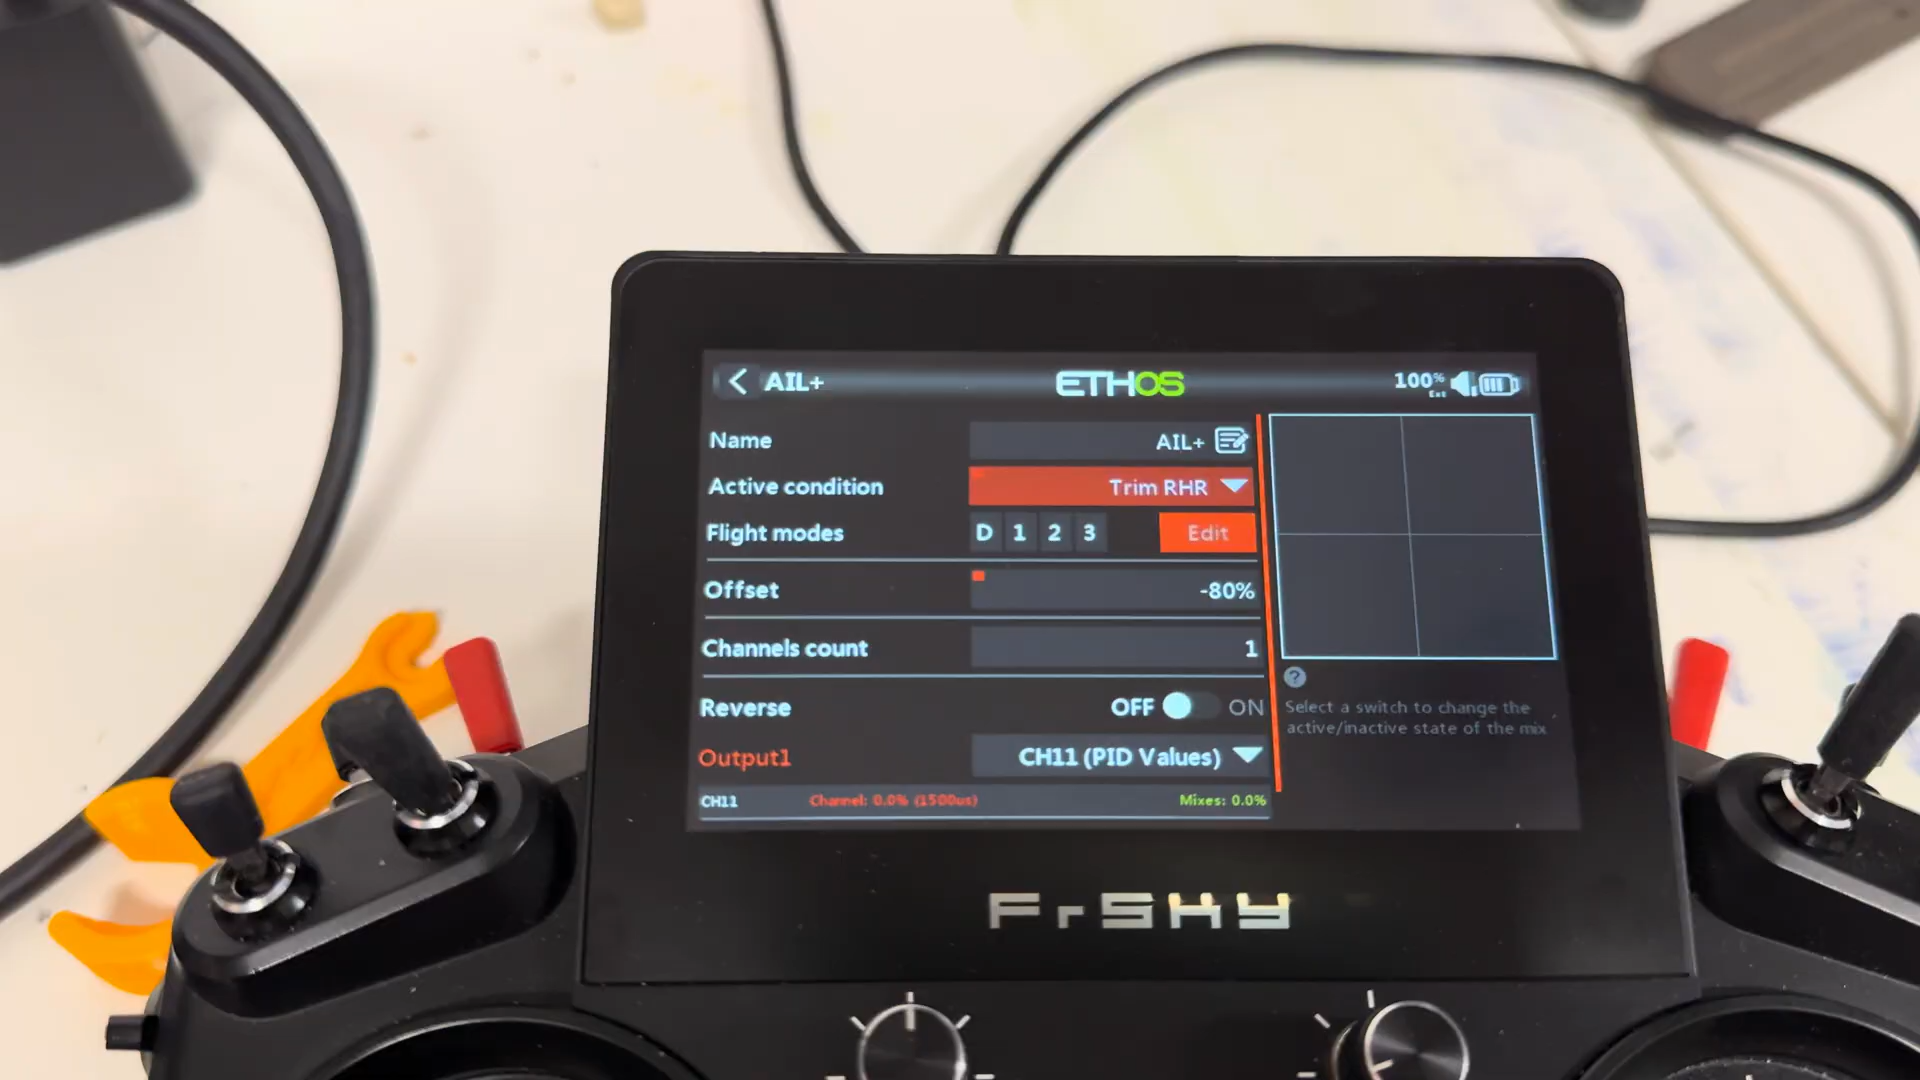 AIL+
ETHOS
100%
Ext
Name AIL+
Active condition Trim RHR
Flight modes D 1 2 3 Edit
Offset -80%
Channels count 1
Reverse OFF ON
Output1 CH11 (PID Values)
CH11 Channel: 0.0% (1500us) Mixes: 0.0%
?
Select a switch to change the
active/inactive state of the mix
FrSKY